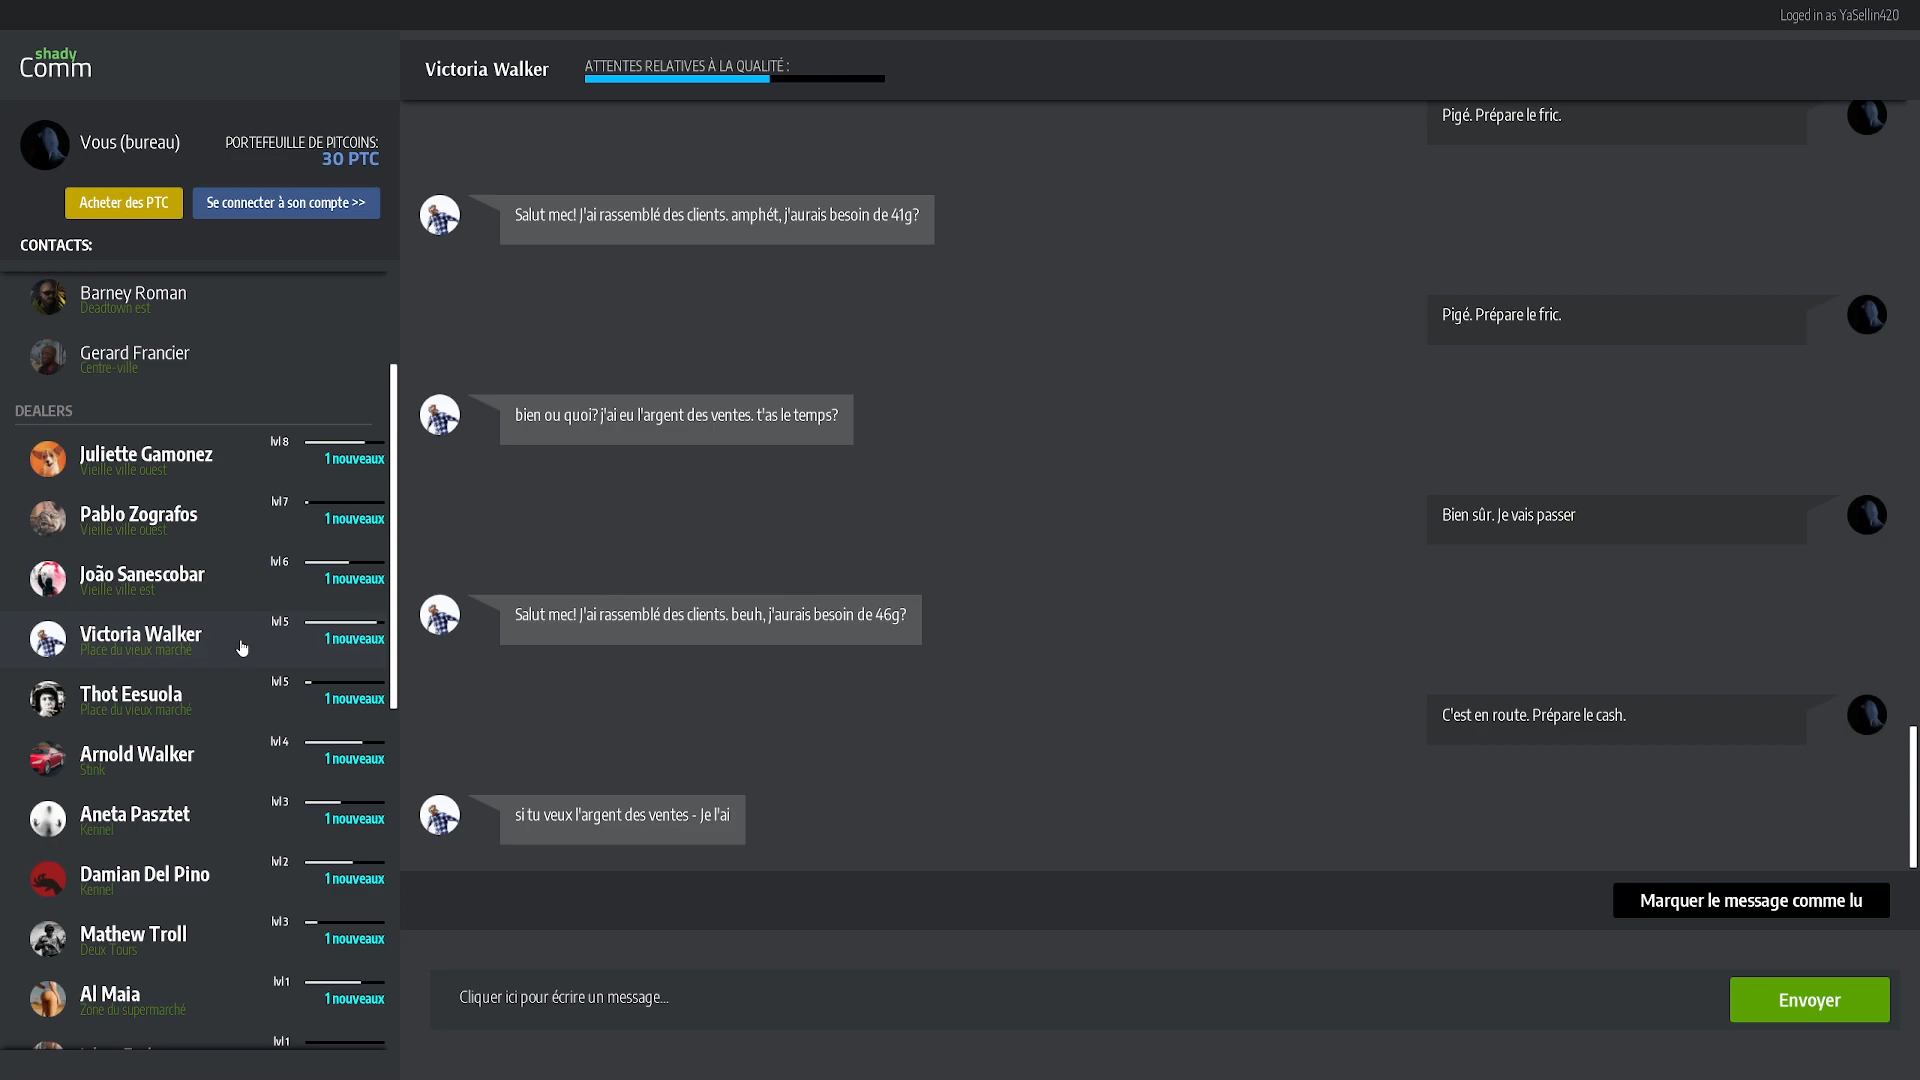 Loged in as YaSellin420
shady
Comm
Victoria Walker
ATTENTES RELATIVES À LA QUALITÉ :
Vous (bureau)
PORTEFEUILLE DE PITCOINS:
30 PTC
Acheter des PTC
Se connecter à son compte >>
CONTACTS:
Barney Roman
Deadtown est
Gerard Francier
Centre-ville
DEALERS
Juliette Gamonez
Vieille ville ouest
lvl 8
1 nouveaux
Pablo Zografos
Vieille ville ouest
lvl 7
1 nouveaux
João Sanescobar
Vieille ville est
lvl 6
1 nouveaux
Victoria Walker
Place du vieux marché
lvl 5
1 nouveaux
Thot Eesuola
Place du vieux marché
lvl 5
1 nouveaux
Arnold Walker
Stink
lvl 4
1 nouveaux
Aneta Pasztet
Kennel
lvl 3
1 nouveaux
Damian Del Pino
Kennel
lvl 2
1 nouveaux
Mathew Troll
Deux Tours
lvl 3
1 nouveaux
Al Maia
Zone du supermarché
lvl 1
1 nouveaux
lvl 1
Pigé. Prépare le fric.
Salut mec! J'ai rassemblé des clients. amphét, j'aurais besoin de 41g?
Pigé. Prépare le fric.
bien ou quoi? j'ai eu l'argent des ventes. t'as le temps?
Bien sûr. Je vais passer
Salut mec! J'ai rassemblé des clients. beuh, j'aurais besoin de 46g?
C'est en route. Prépare le cash.
si tu veux l'argent des ventes - Je l'ai
Marquer le message comme lu
Cliquer ici pour écrire un message...
Envoyer